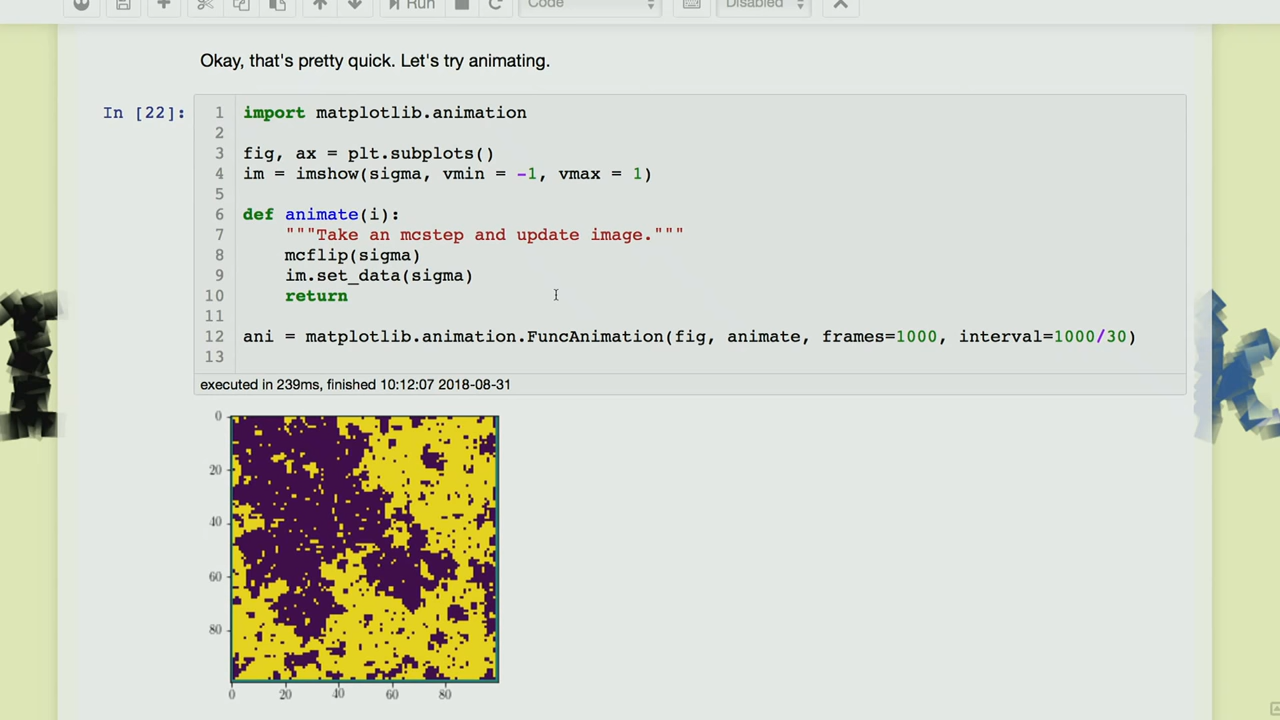 Run
Code
Disabled
Okay, that's pretty quick. Let's try animating.
In [22]:
1 import matplotlib.animation
2
3 fig, ax = plt.subplots()
4 im = imshow(sigma, vmin = -1, vmax = 1)
5
6 def animate(i):
7 """Take an mcstep and update image."""
8 mcflip(sigma)
9 im.set_data(sigma)
10 return
11
12 ani = matplotlib.animation.FuncAnimation(fig, animate, frames=1000, interval=1000/30)
13
executed in 239ms, finished 10:12:07 2018-08-31
0
20
40
60
80
0 20 40 60 80